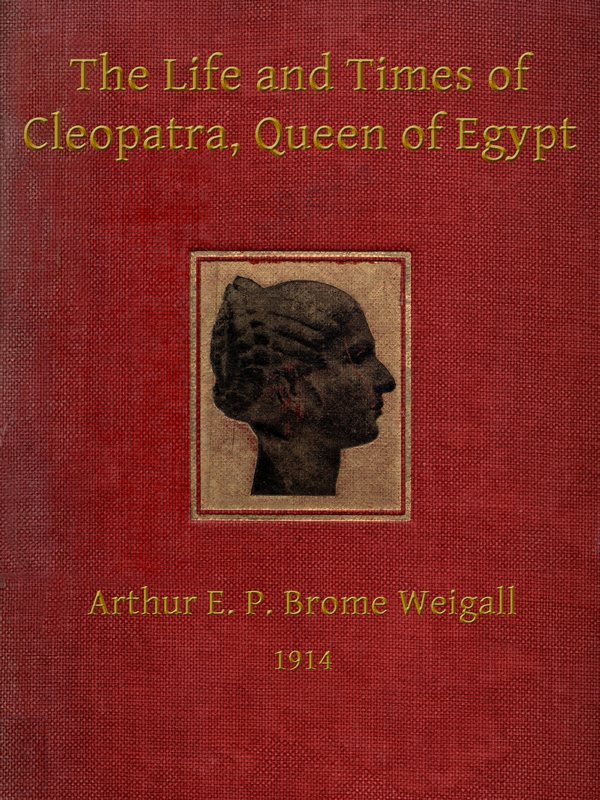 The Life and Times of
Cleopatra, Queen of Egypt
Arthur E. P. Brome Weigall
1914